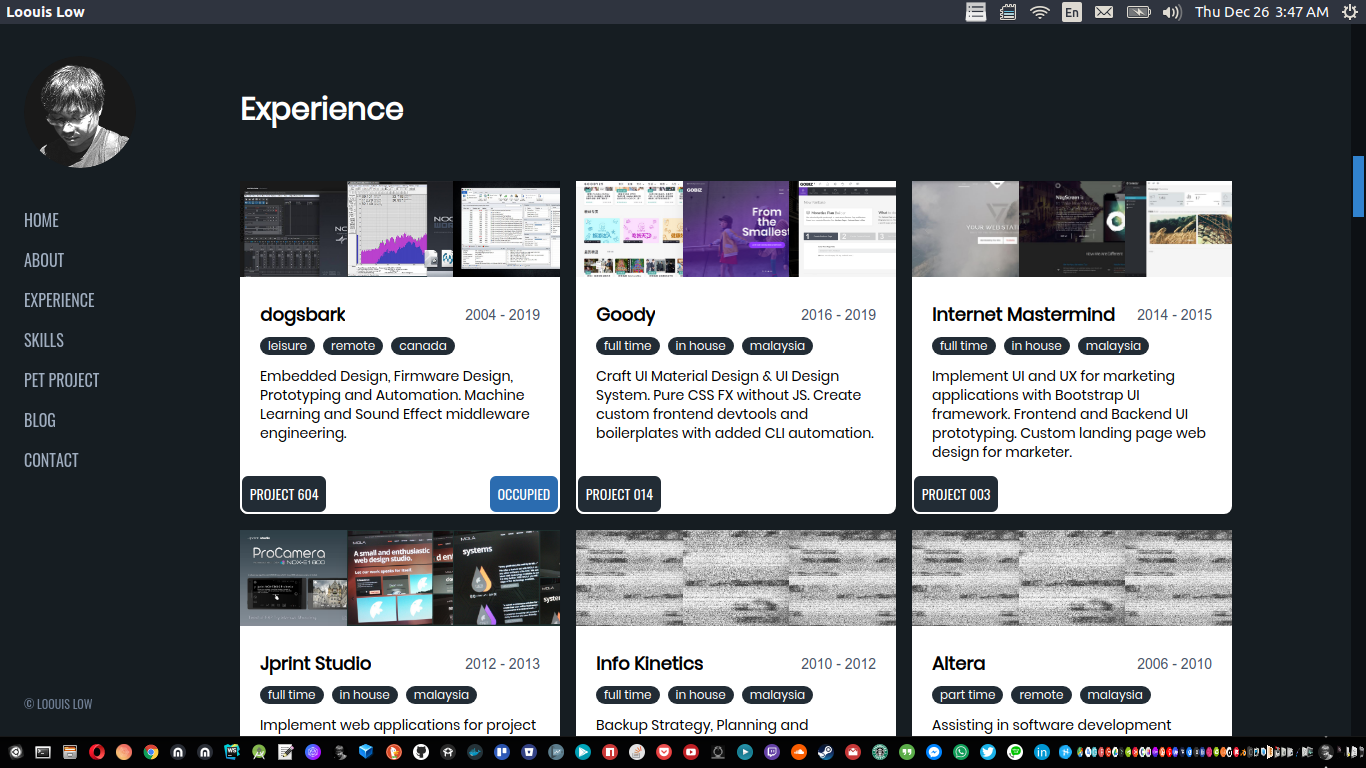 Loouis Low
En
Thu Dec 26 3:47 AM
HOME
ABOUT
EXPERIENCE
SKILLS
PET PROJECT
BLOG
CONTACT
© LOOUIS LOW
Experience
dogsbark
2004 - 2019
leisure
remote
canada
Embedded Design, Firmware Design,
Prototyping and Automation. Machine
Learning and Sound Effect middleware
engineering.
PROJECT 604
OCCUPIED
GOBIZ
From
the
Smallest
GOBIZ
Goody
2016 - 2019
full time
in house
malaysia
Craft UI Material Design & UI Design
System. Pure CSS FX without JS. Create
custom frontend devtools and
boilerplates with added CLI automation.
PROJECT 014
Internet Mastermind
2014 - 2015
full time
in house
malaysia
Implement UI and UX for marketing
applications with Bootstrap UI
framework. Frontend and Backend UI
prototyping. Custom landing page web
design for marketer.
PROJECT 003
ProCamera
A small and enthusiastic
web design studio.
systems
Jprint Studio
2012 - 2013
full time
in house
malaysia
Implement web applications for project
Info Kinetics
2010 - 2012
full time
in house
malaysia
Backup Strategy, Planning and
Altera
2006 - 2010
part time
remote
malaysia
Assisting in software development